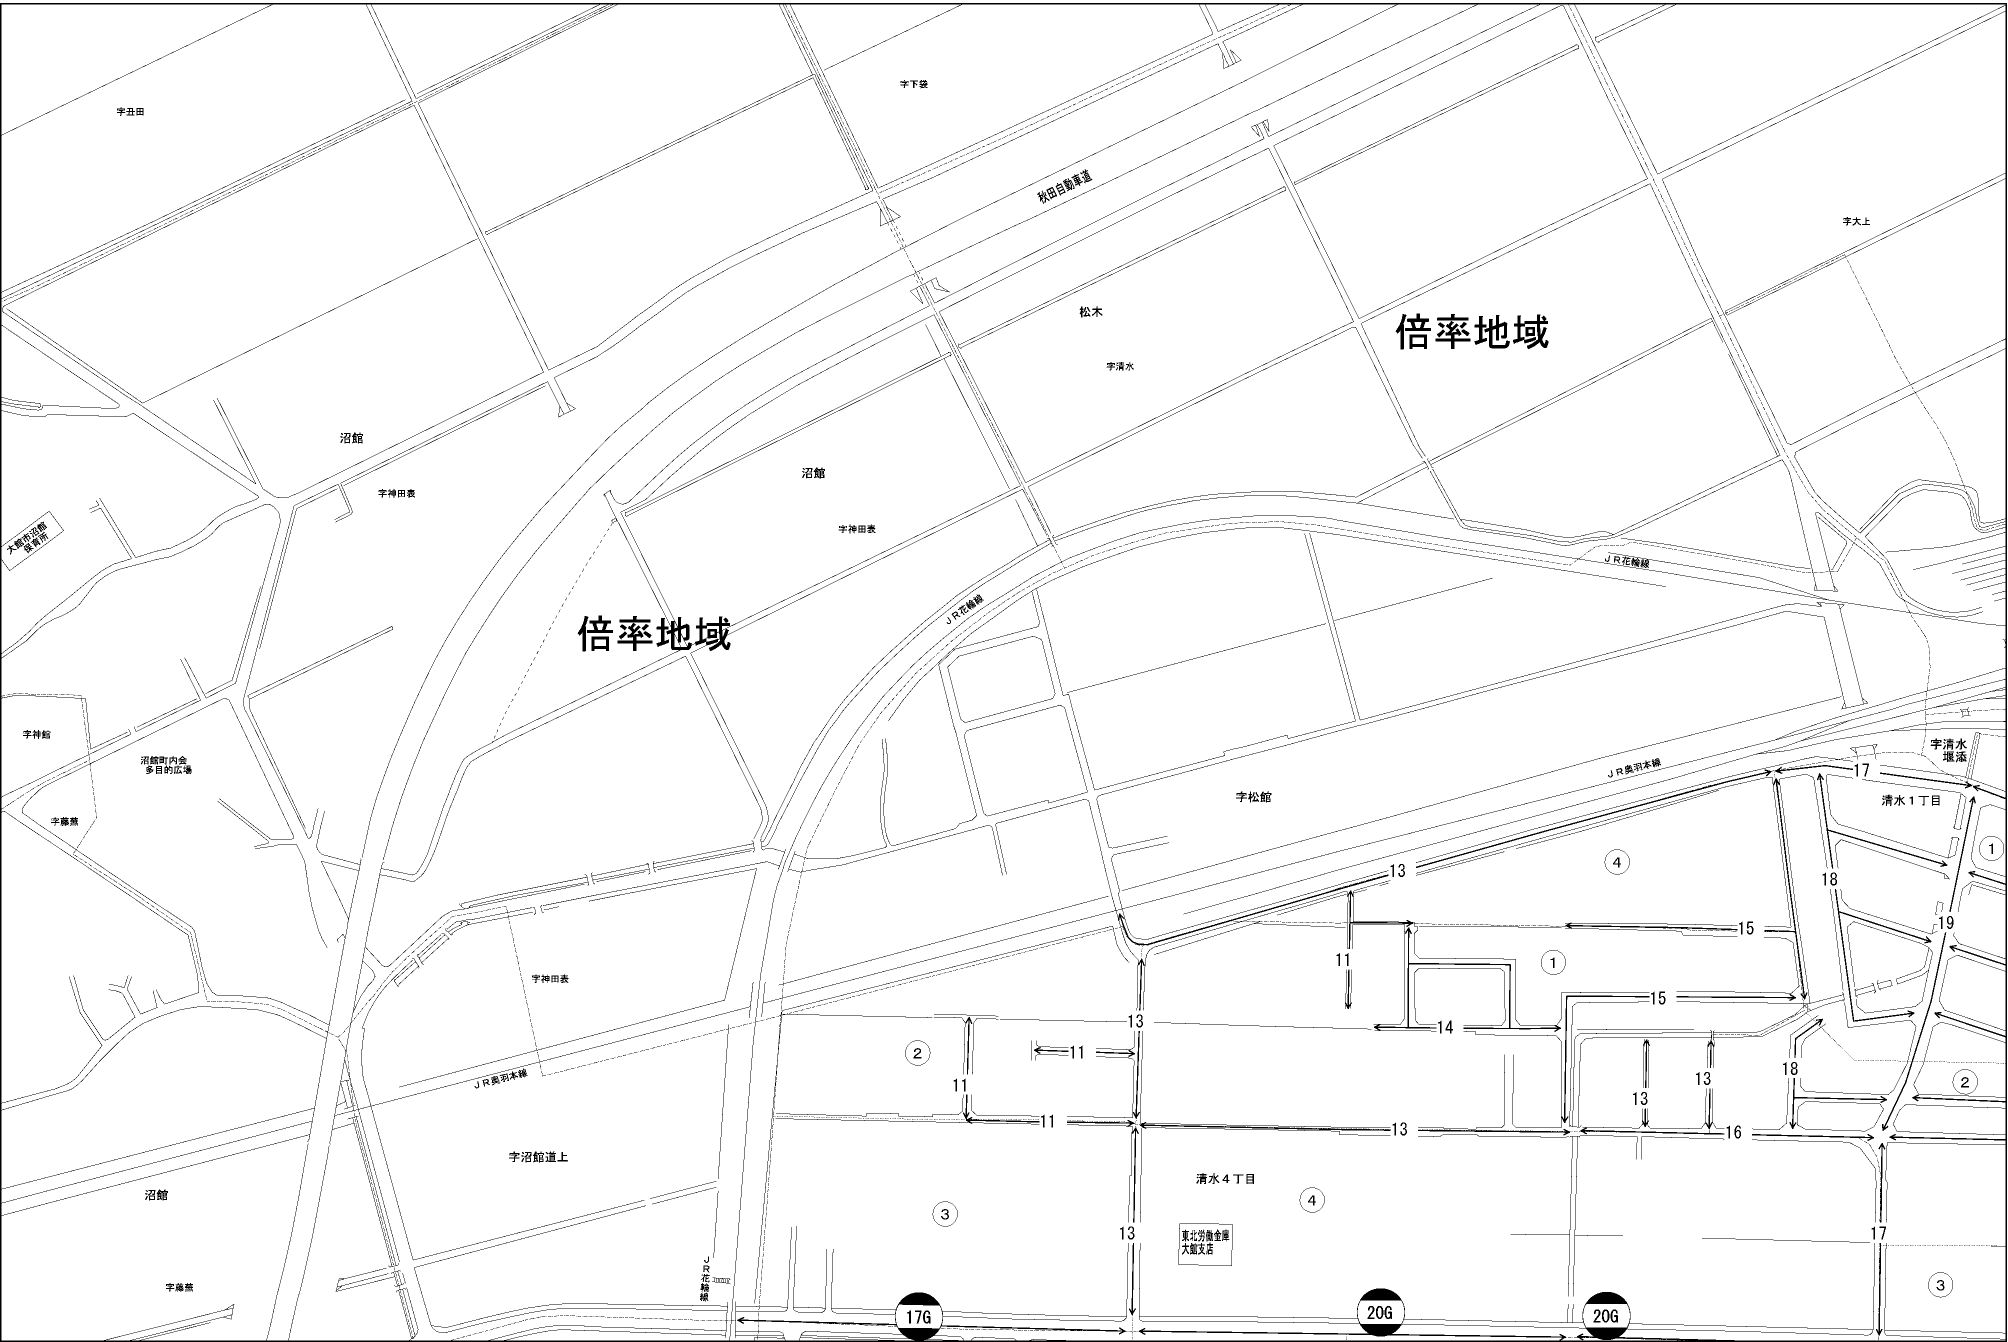 字丑田
字下袋
秋田自動車道
字大上
松木
倍率地域
字清水
沼館
沼館
字神田表
字神田表
大館市沼館
保育所
JR花輪線
JR花輪線
倍率地域
字神館
沼館町内会
多目的広場
字清水
堰添
JR奥羽本線
17
字松館
清水1丁目
字藤蕪
1
4
13
18
19
15
11
1
字神田表
15
13
14
2
11
11
13
13
18
2
JR奥羽本線
11
13
16
字沼館道上
清水4丁目
沼館
4
3
13
東北労働金庫
大館支店
17
JR花輪線
字藤蕪
3
17G
20G
20G